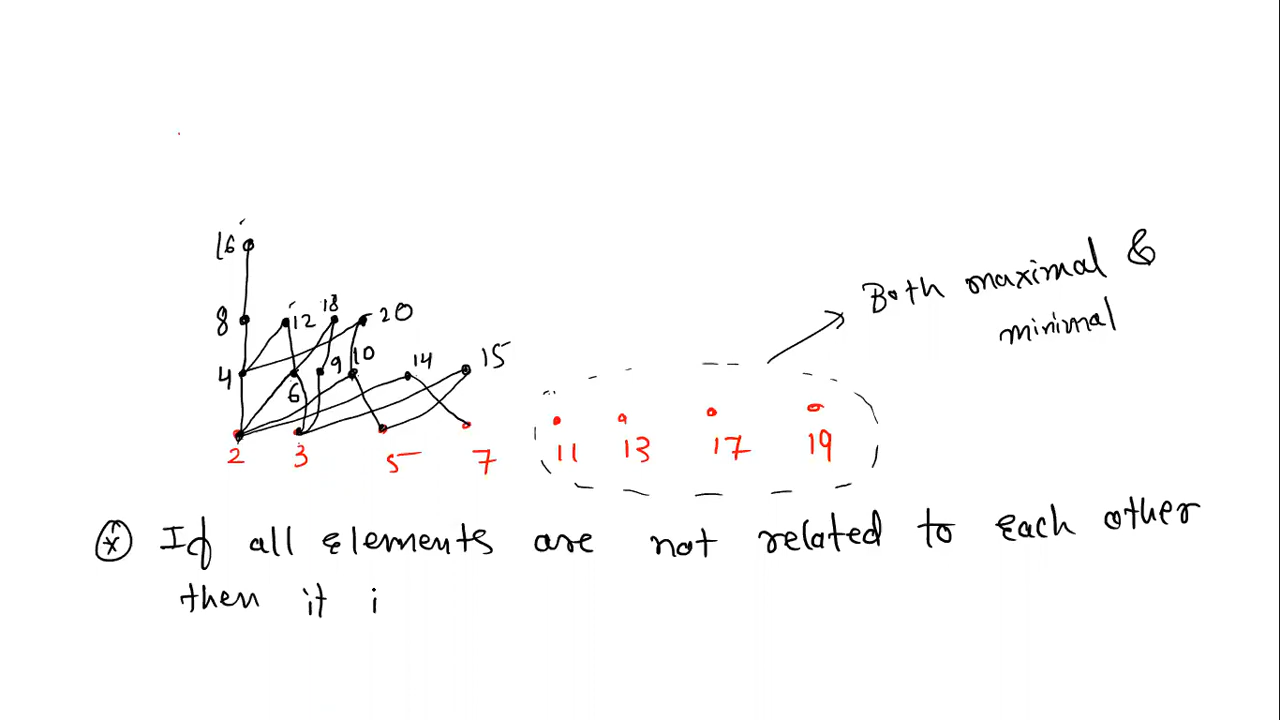 16
8 12 18 20
4 6 9 10 14 15
2 3 5 7 11 13 17 19
Both maximal &
minimal
* If all elements are not related to each other
then it i